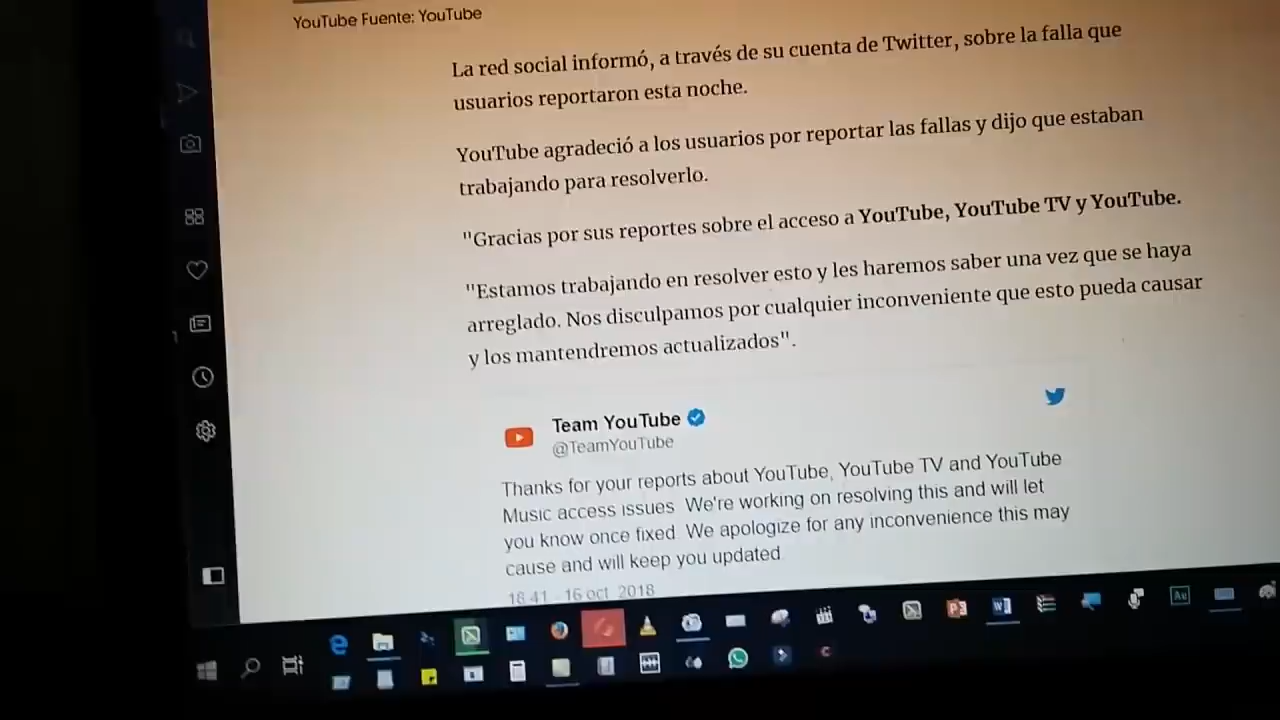 YouTube Fuente: YouTube
La red social informó, a través de su cuenta de Twitter, sobre la falla que
usuarios reportaron esta noche.
YouTube agradeció a los usuarios por reportar las fallas y dijo que estaban
trabajando para resolverlo.
"Gracias por sus reportes sobre el acceso a YouTube, YouTube TV y YouTube.
"Estamos trabajando en resolver esto y les haremos saber una vez que se haya
arreglado. Nos disculpamos por cualquier inconveniente que esto pueda causar
y los mantendremos actualizados".
Team YouTube
@TeamYouTube
Thanks for your reports about YouTube, YouTube TV and YouTube
Music access issues. We're working on resolving this and will let
you know once fixed. We apologize for any inconvenience this may
cause and will keep you updated.
18:41 - 16 oct. 2018
Au